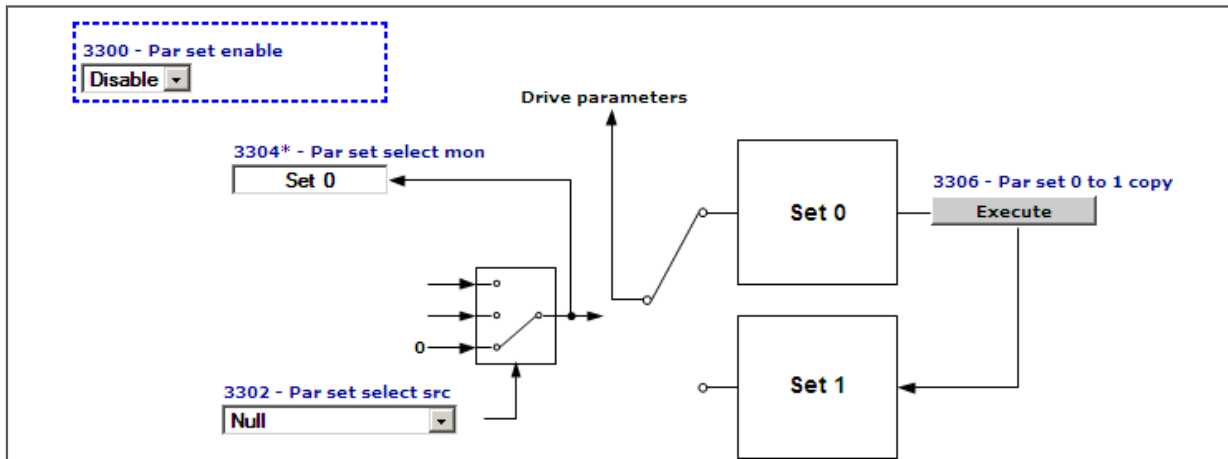 3300 - Par set enable
Disable
Drive parameters
3304* - Par set select mon
Set 0
Set 0
3306 - Par set 0 to 1 copy
Execute
0
3302 - Par set select src
Null
Set 1